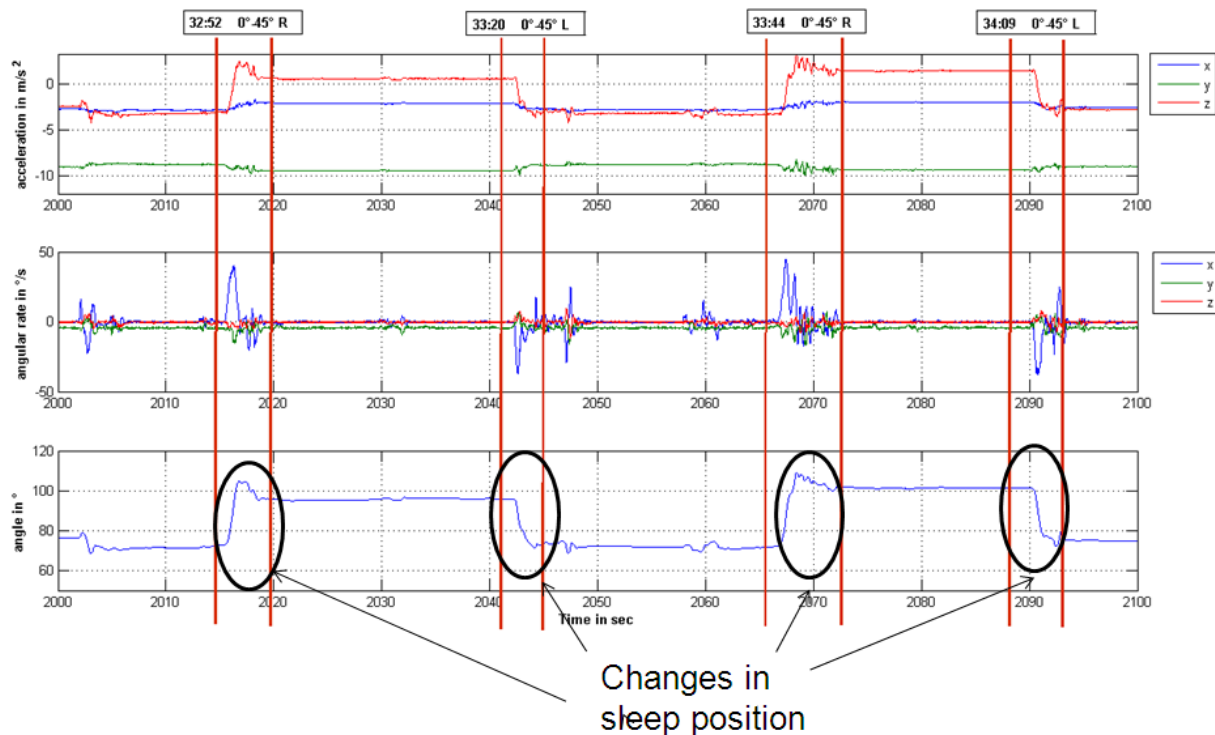 32:52 0°-45° R
33:20 0°-45° L
33:44 0°-45° R
34:09 0°-45° L
acceleration in m/s²
0
-5
-10
2000 2010 2020 2030 2040 2050 2060 2070 2080 2090 2100
x
y
z
angular rate in °/s
50
0
-50
2000 2010 2020 2030 2040 2050 2060 2070 2080 2090 2100
x
y
z
angle in °
120
100
80
60
2000 2010 2020 2030 2040 2050 2060 2070 2080 2090 2100
Time in sec
Changes in
sleep position